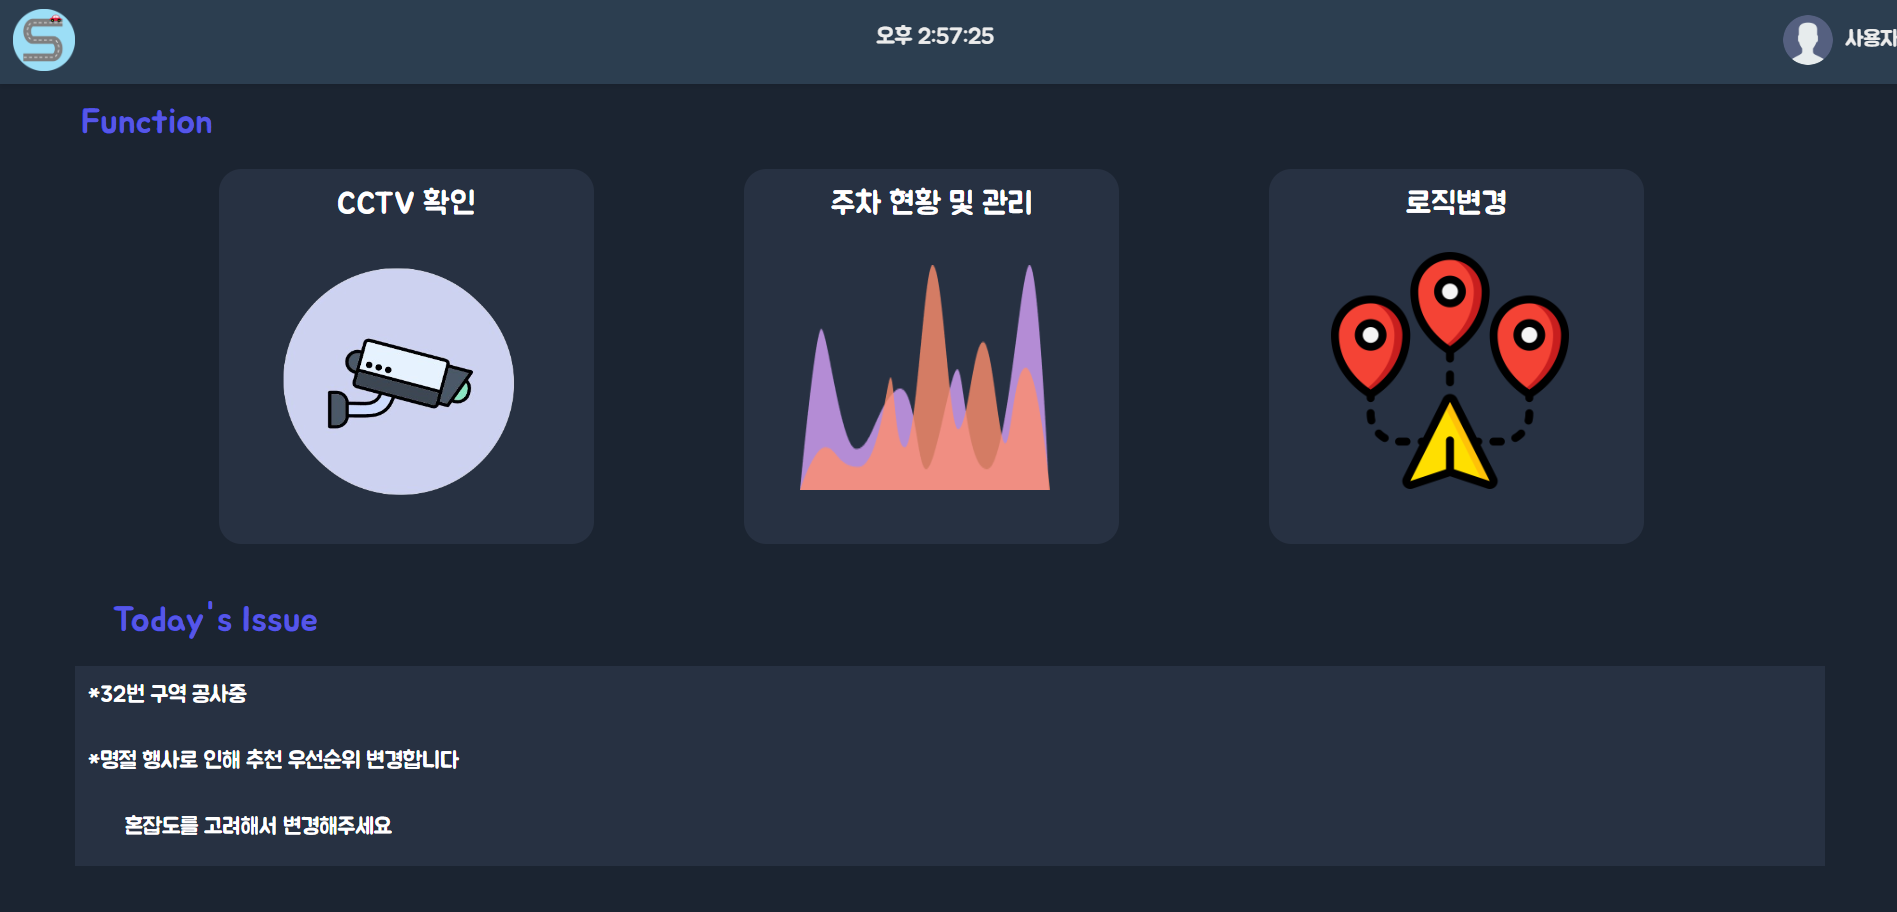 오후 2:57:25
사용자
Function
CCTV 확인
주차 현황 및 관리
로직변경
Today's Issue
*32번 구역 공사중
*명절 행사로 인해 추천 우선순위 변경합니다
혼잡도를 고려해서 변경해주세요